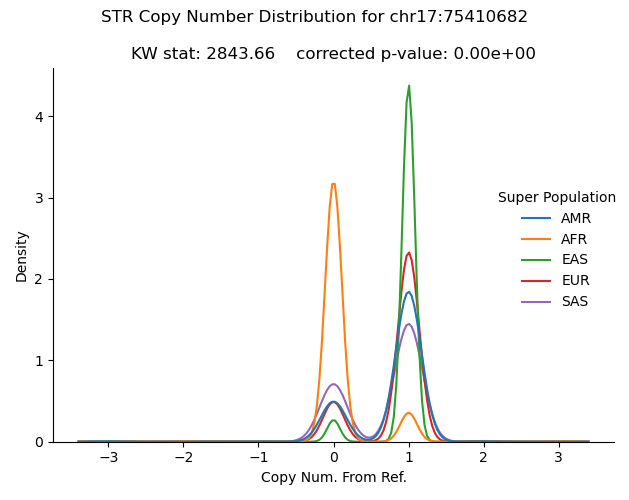 STR Copy Number Distribution for chr17:75410682
KW stat: 2843.66    corrected p-value: 0.00e+00
Density
4
3
2
1
0
Super Population
AMR
AFR
EAS
EUR
SAS
−3 −2 −1 0 1 2 3
Copy Num. From Ref.